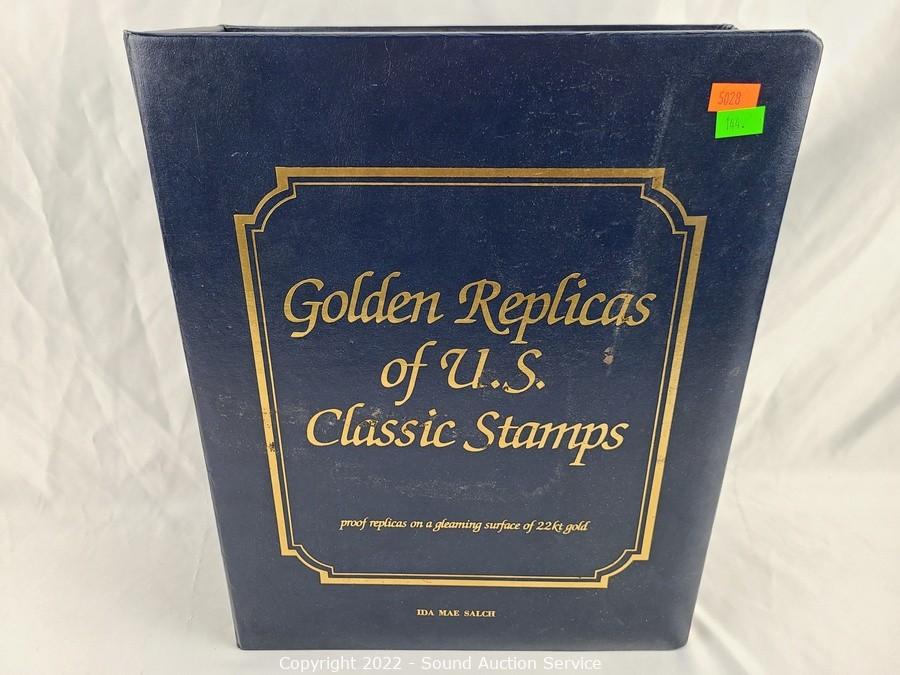 5028
144.
Golden Replicas
of U.S.
Classic Stamps
proof replicas on a gleaming surface of 22kt gold
IDA MAE SALCH
Copyright 2022 - Sound Auction Service